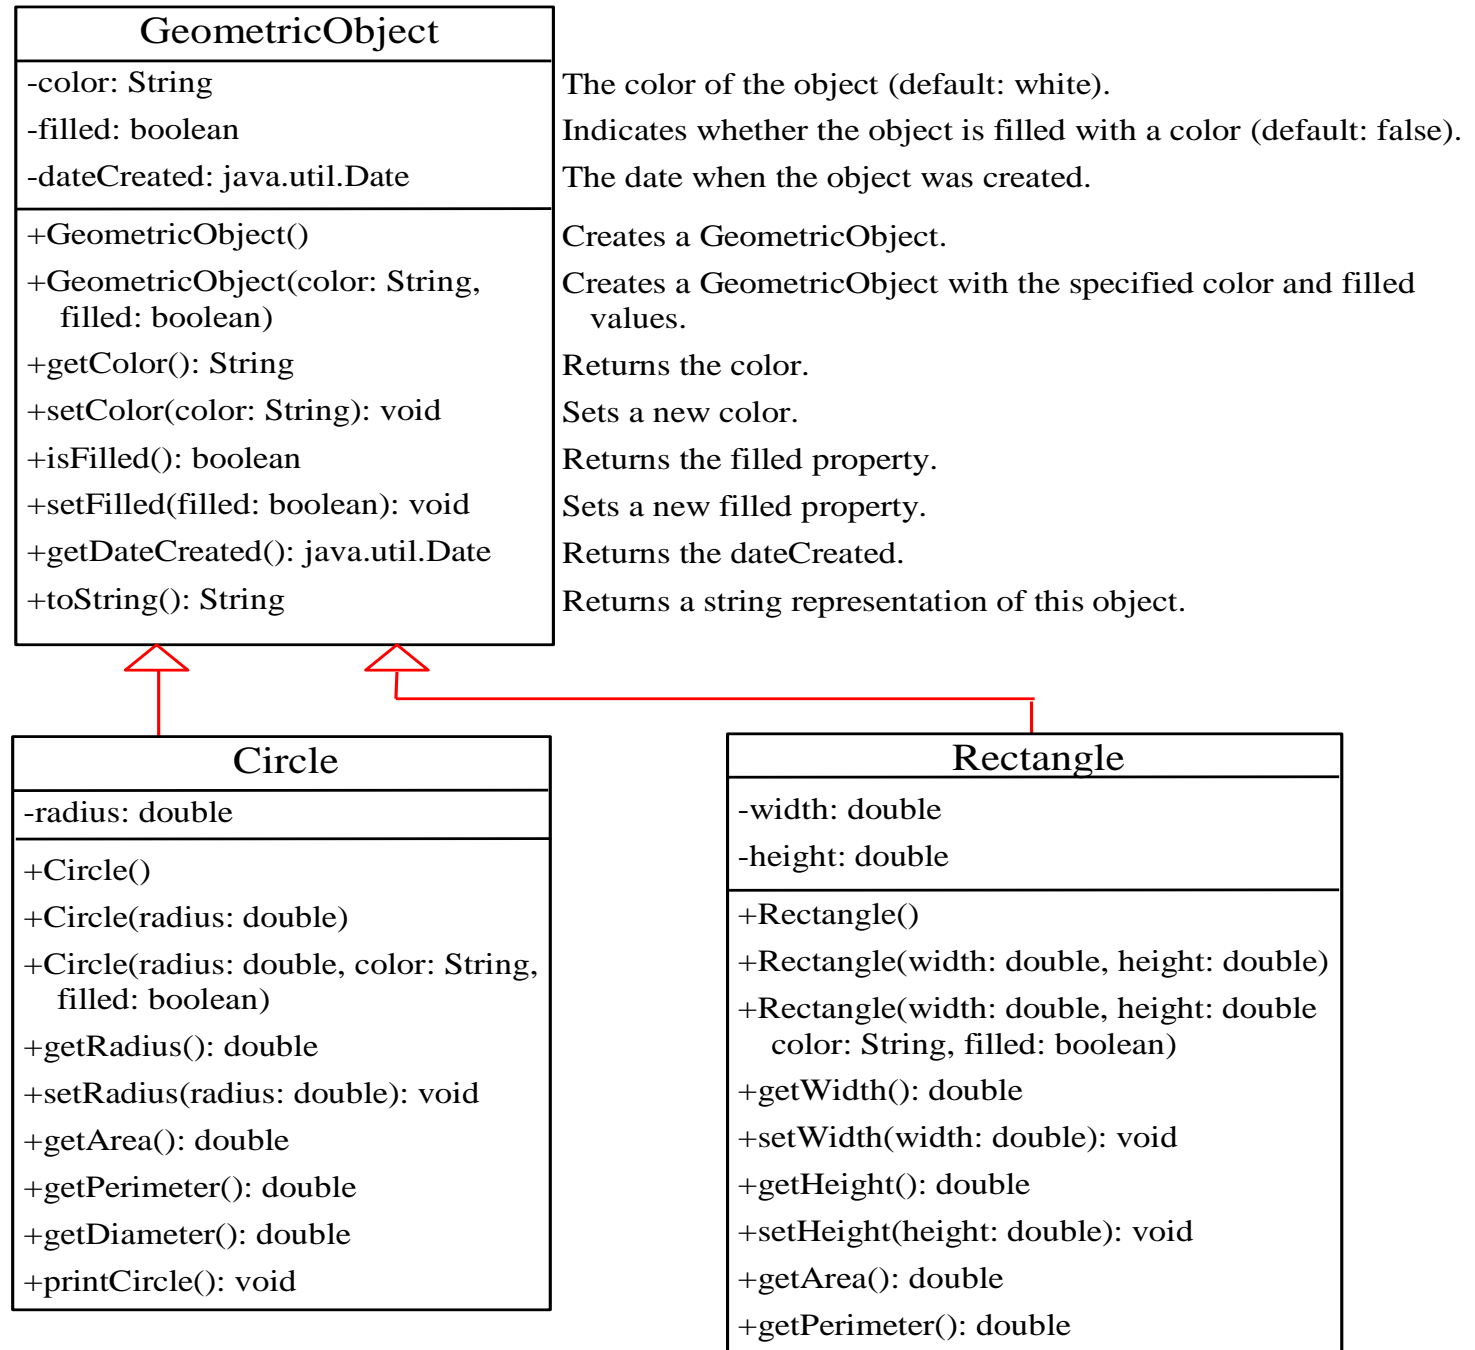 GeometricObject
-color: String
The color of the object (default: white).
-filled: boolean
Indicates whether the object is filled with a color (default: false).
-dateCreated: java.util.Date
The date when the object was created.
+GeometricObject()
Creates a GeometricObject.
+GeometricObject(color: String,
filled: boolean)
Creates a GeometricObject with the specified color and filled
values.
+getColor(): String
Returns the color.
+setColor(color: String): void
Sets a new color.
+isFilled(): boolean
Returns the filled property.
+setFilled(filled: boolean): void
Sets a new filled property.
+getDateCreated(): java.util.Date
Returns the dateCreated.
+toString(): String
Returns a string representation of this object.
Circle
-radius: double
+Circle()
+Circle(radius: double)
+Circle(radius: double, color: String,
filled: boolean)
+getRadius(): double
+setRadius(radius: double): void
+getArea(): double
+getPerimeter(): double
+getDiameter(): double
+printCircle(): void
Rectangle
-width: double
-height: double
+Rectangle()
+Rectangle(width: double, height: double)
+Rectangle(width: double, height: double
color: String, filled: boolean)
+getWidth(): double
+setWidth(width: double): void
+getHeight(): double
+setHeight(height: double): void
+getArea(): double
+getPerimeter(): double